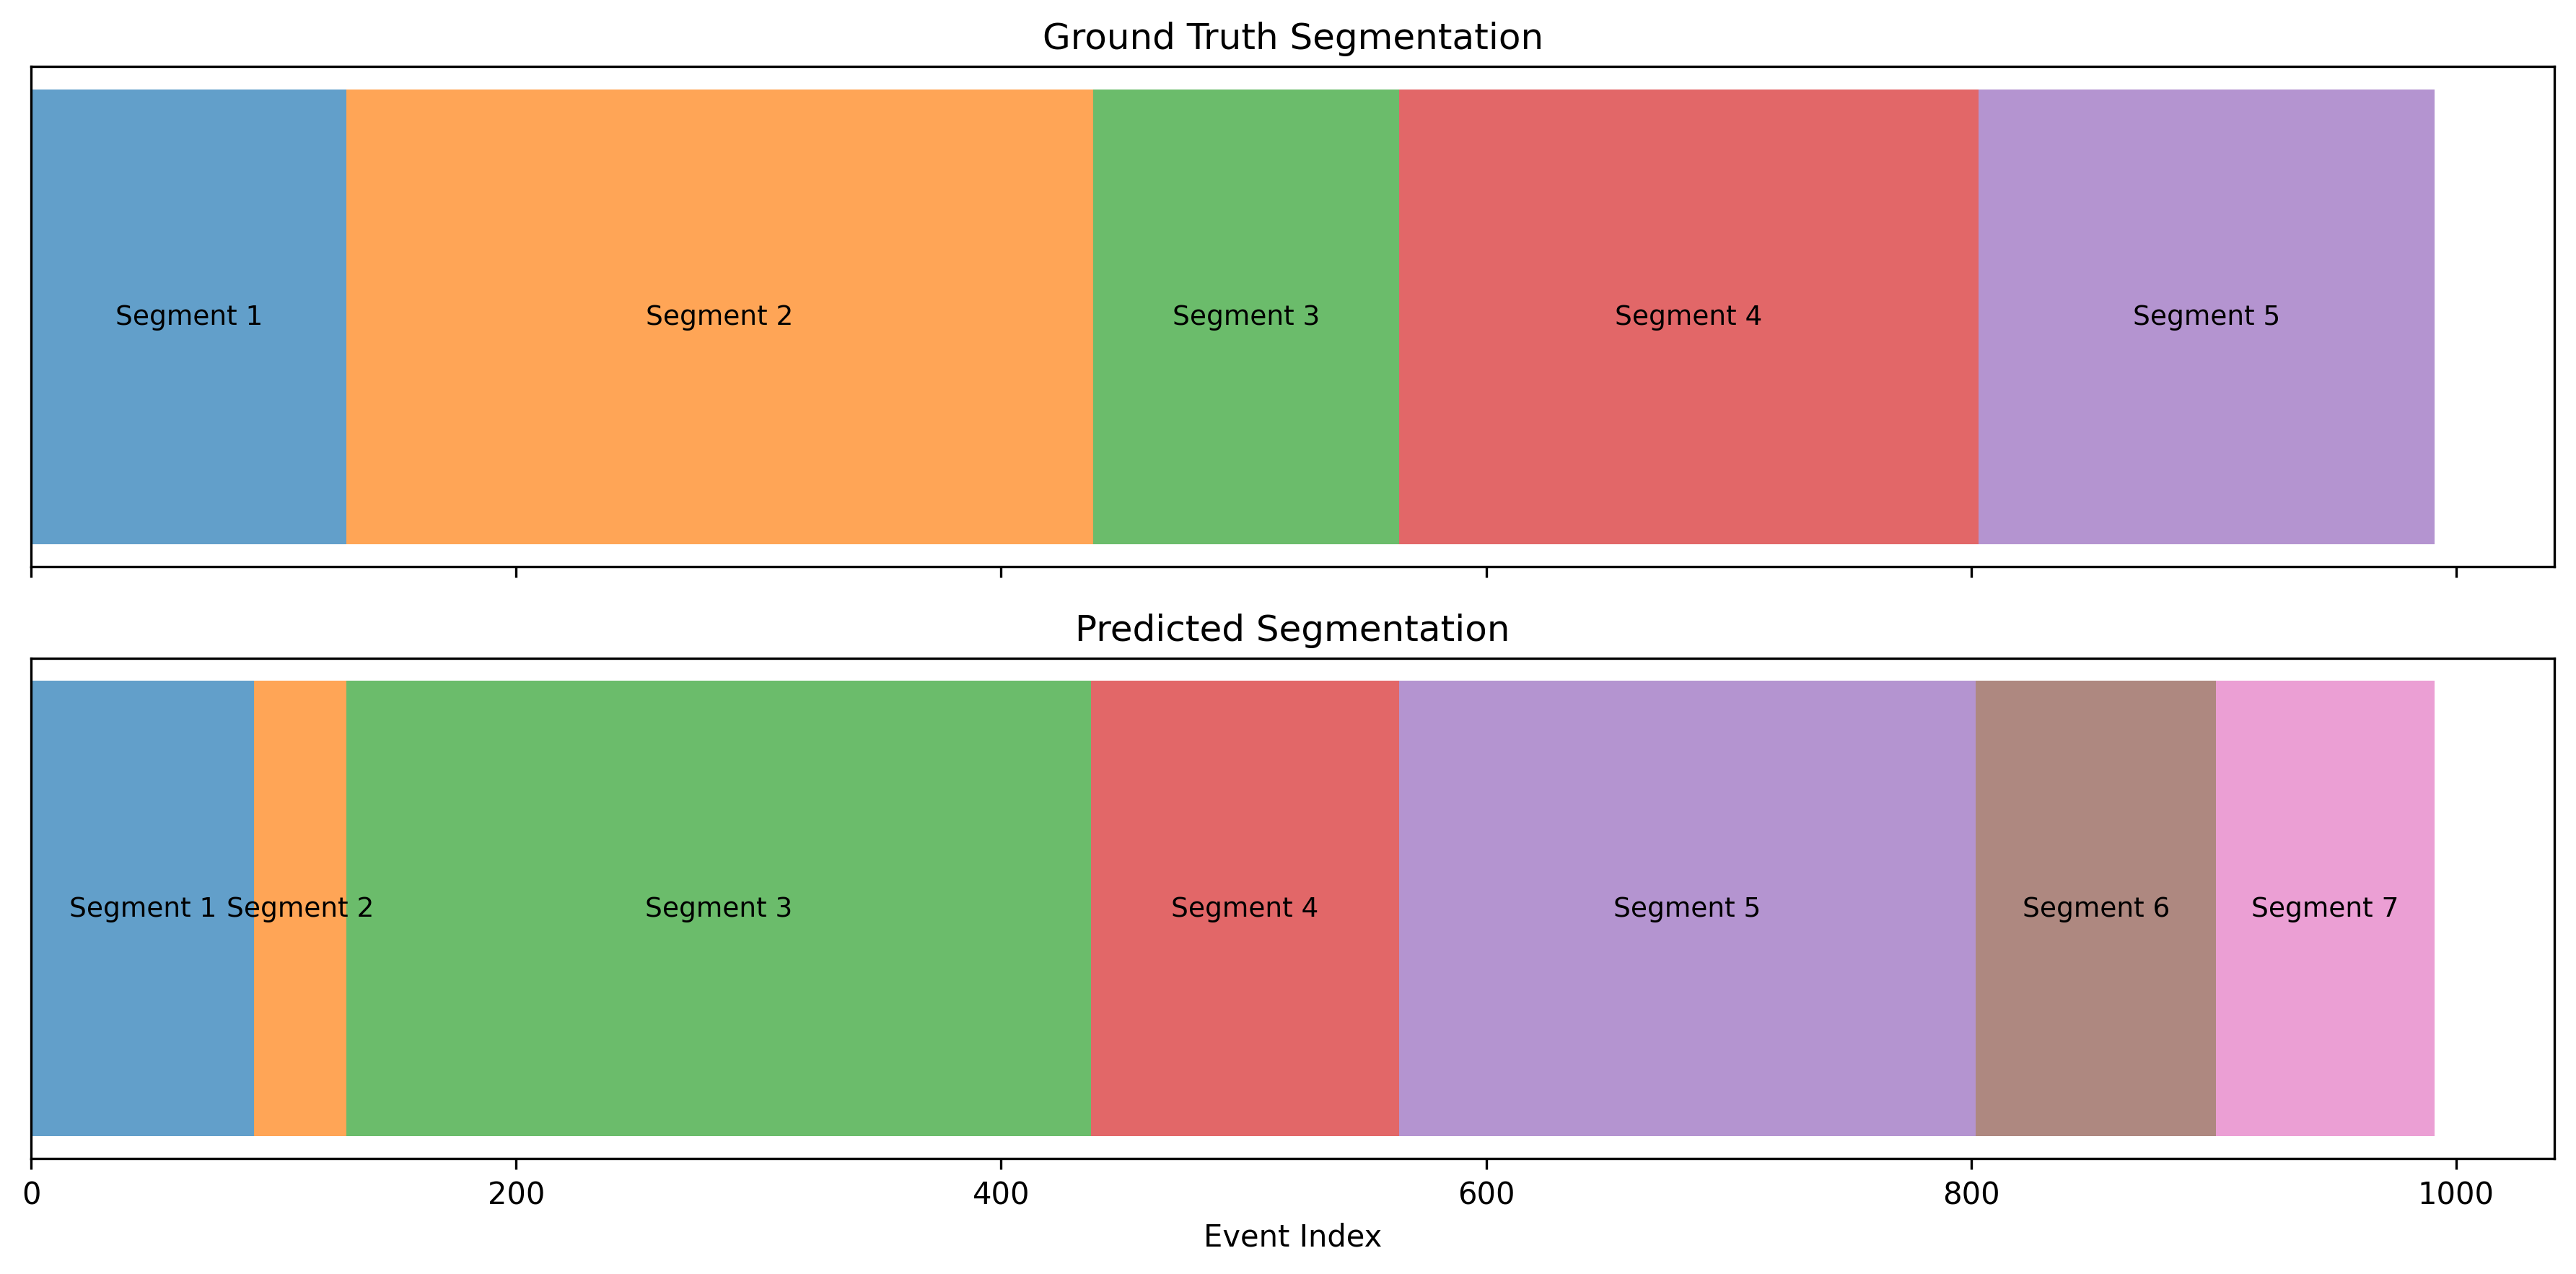 Ground Truth Segmentation
Segment 1 Segment 2 Segment 3 Segment 4 Segment 5
Predicted Segmentation
Segment 1 Segment 2 Segment 3 Segment 4 Segment 5 Segment 6 Segment 7
0 200 400 600 800 1000
Event Index